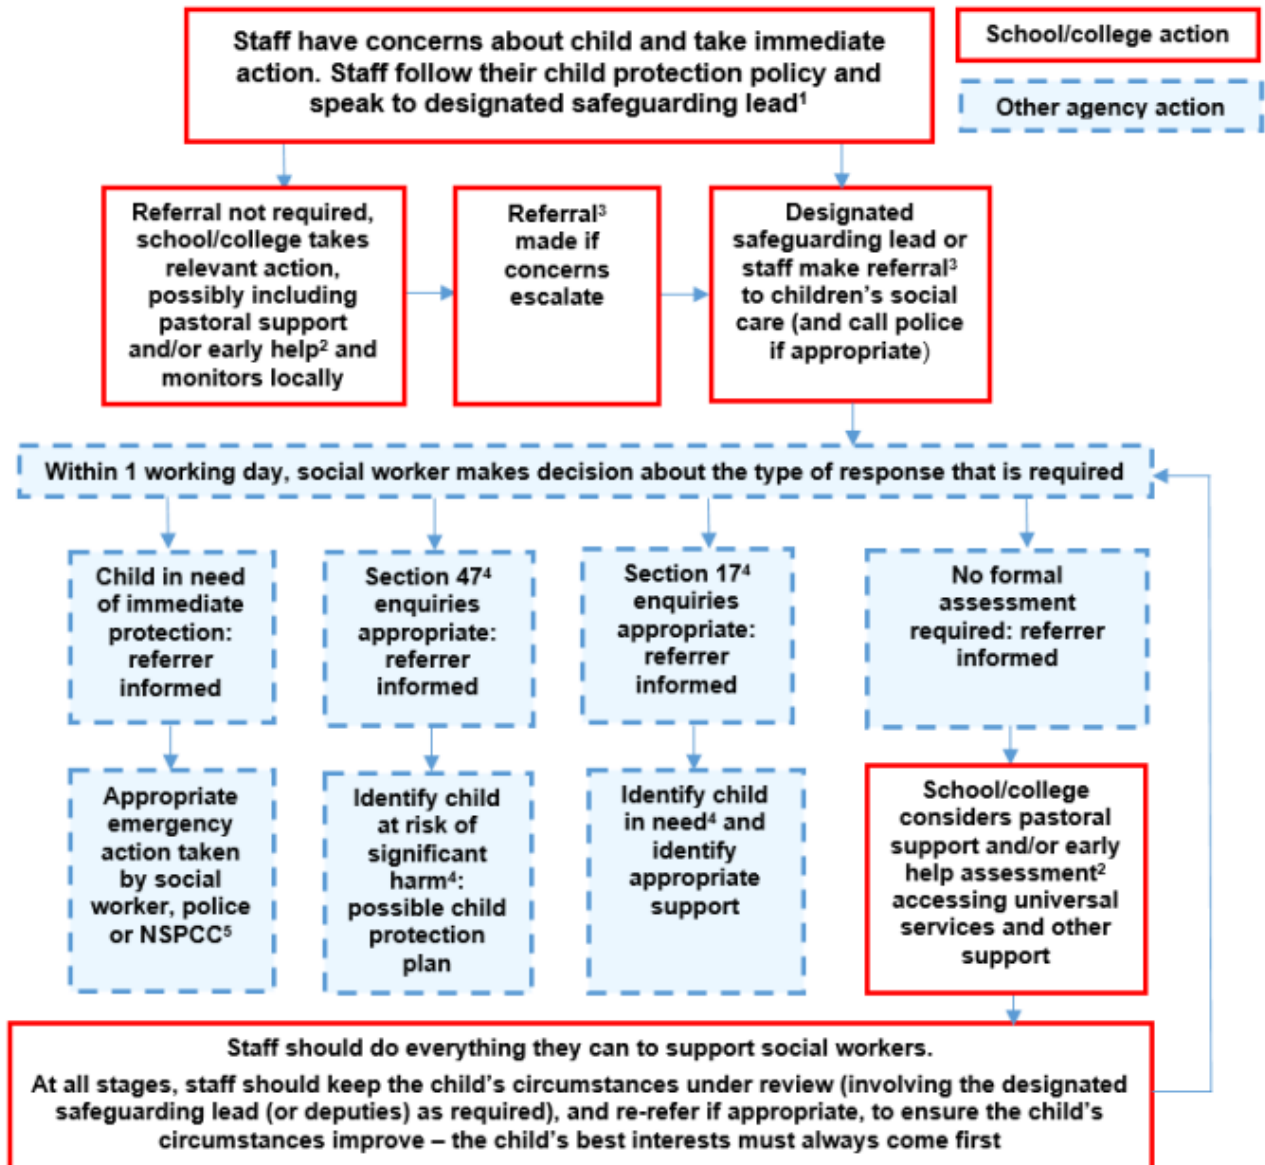 Staff have concerns about child and take immediate
action. Staff follow their child protection policy and
speak to designated safeguarding lead¹
School/college action
Other agency action
Referral not required,
school/college takes
relevant action,
possibly including
pastoral support
and/or early help² and
monitors locally
Referral³
made if
concerns
escalate
Designated
safeguarding lead or
staff make referral³
to children’s social
care (and call police
if appropriate)
Within 1 working day, social worker makes decision about the type of response that is required
Child in need
of immediate
protection:
referrer
informed
Section 47⁴
enquiries
appropriate:
referrer
informed
Section 17⁴
enquiries
appropriate:
referrer
informed
No formal
assessment
required: referrer
informed
Appropriate
emergency
action taken
by social
worker, police
or NSPCC⁵
Identify child
at risk of
significant
harm⁴:
possible child
protection
plan
Identify child
in need⁴ and
identify
appropriate
support
School/college
considers pastoral
support and/or early
help assessment²
accessing universal
services and other
support
Staff should do everything they can to support social workers.
At all stages, staff should keep the child’s circumstances under review (involving the designated
safeguarding lead (or deputies) as required), and re-refer if appropriate, to ensure the child’s
circumstances improve – the child’s best interests must always come first